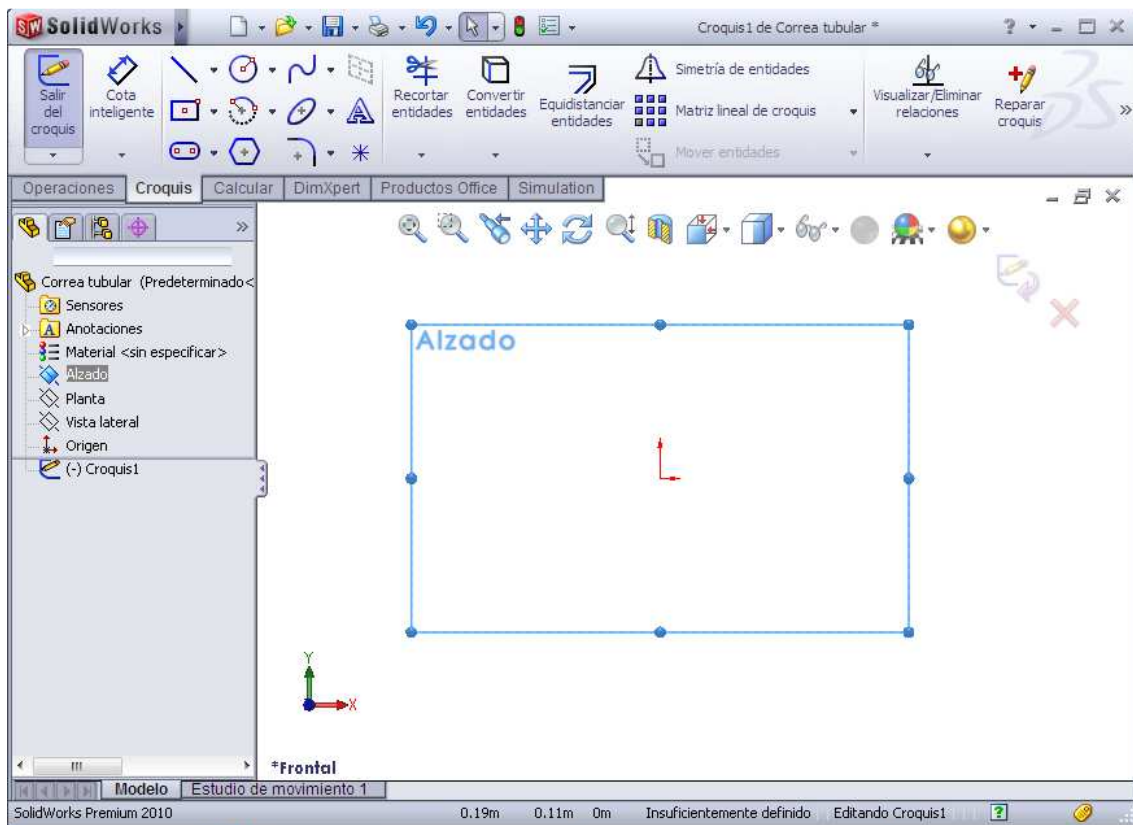 SolidWorks
Croquis1 de Correa tubular *
?
Salir del croquis
Cota inteligente
Recortar entidades
Convertir entidades
Equidistanciar entidades
Simetría de entidades
Matriz lineal de croquis
Mover entidades
Visualizar/Eliminar relaciones
Reparar croquis
»
Operaciones
Croquis
Calcular
DimXpert
Productos Office
Simulation
»
Correa tubular (Predeterminado<
Sensores
Anotaciones
Material <sin especificar>
Alzado
Planta
Vista lateral
Origen
(-) Croquis1
Alzado
Y
X
*Frontal
Modelo
Estudio de movimiento 1
SolidWorks Premium 2010
0.19m
0.11m
0m
Insuficientemente definido
Editando Croquis1
?